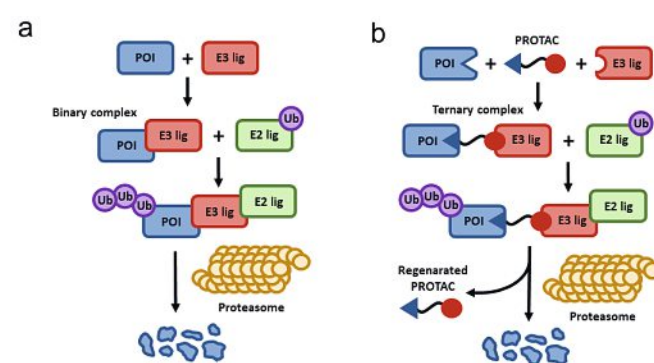 a
POI + E3 lig
Binary complex
POI E3 lig + E2 lig Ub
Ub Ub Ub POI E3 lig E2 lig
Proteasome
b
PROTAC
POI + + E3 lig
Ternary complex
POI E3 lig + E2 lig Ub
Ub Ub Ub POI E3 lig E2 lig
Regenarated
PROTAC
Proteasome